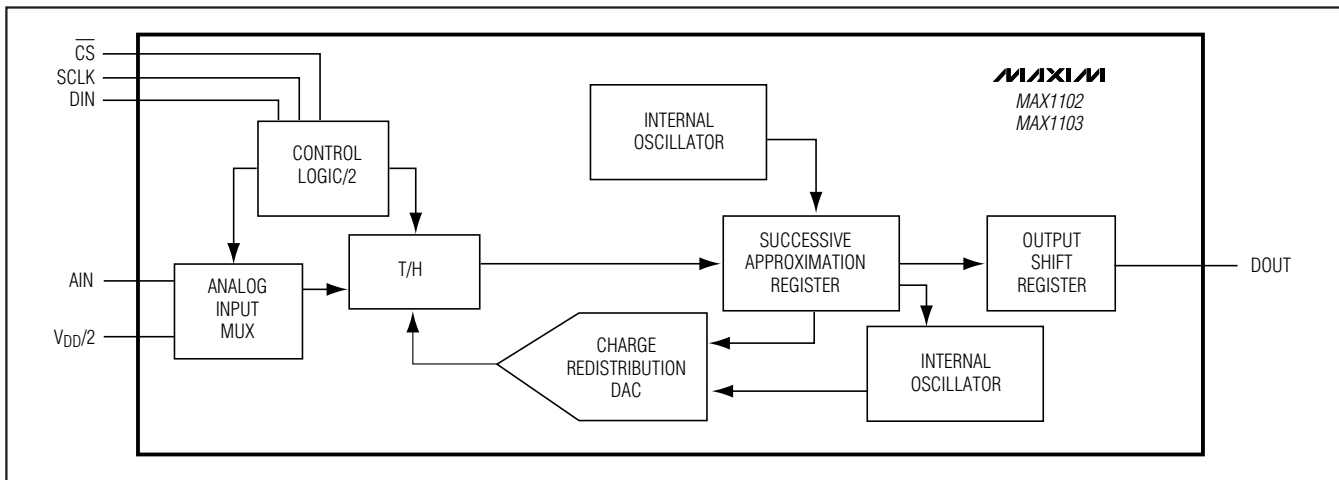 CS
SCLK
DIN
MAXIM
MAX1102
MAX1103
INTERNAL
OSCILLATOR
CONTROL
LOGIC/2
SUCCESSIVE
APPROXIMATION
REGISTER
OUTPUT
SHIFT
REGISTER
T/H
AIN
ANALOG
INPUT
MUX
DOUT
VDD/2
CHARGE
REDISTRIBUTION
DAC
INTERNAL
OSCILLATOR